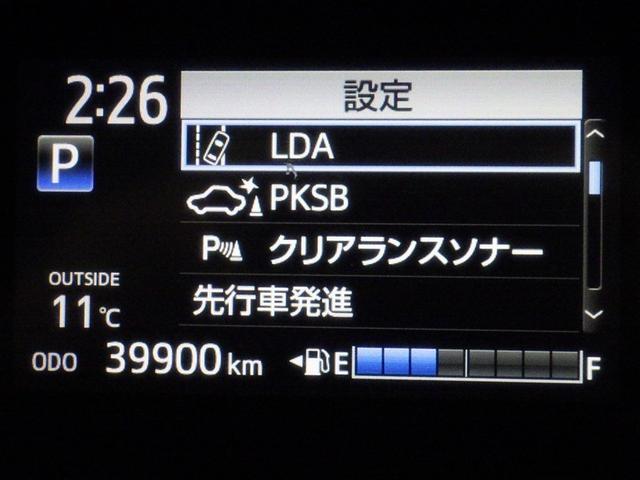 2:26
設定
P
LDA
PKSB
P クリアランスソナー
先行車発進
OUTSIDE
11℃
ODO 39900 km E F